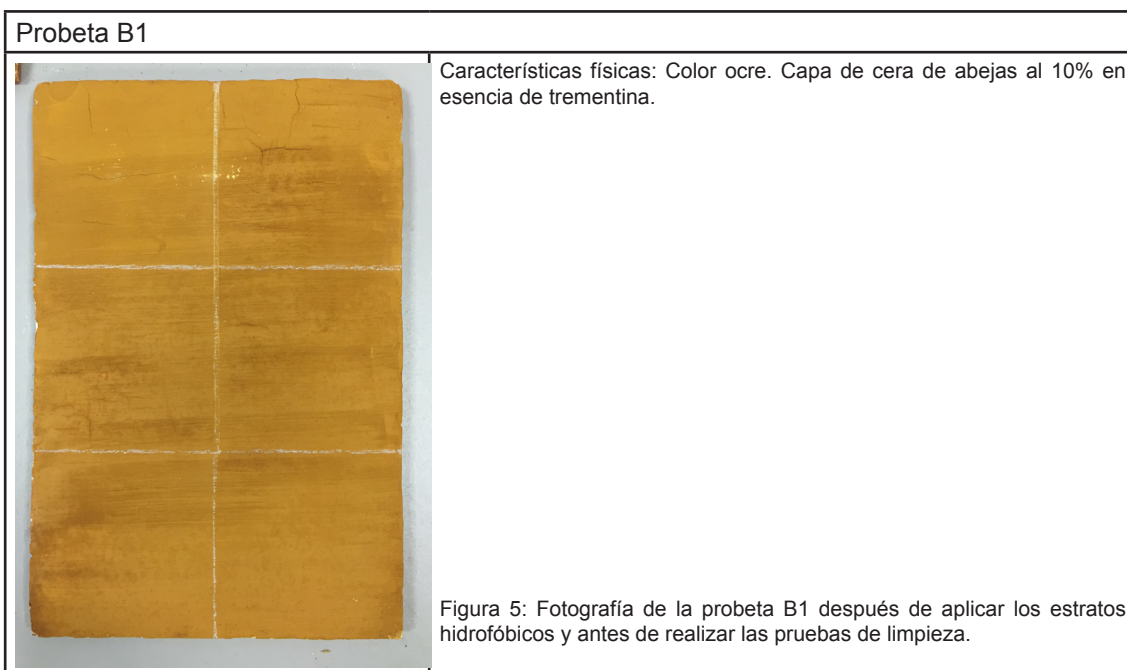 Probeta B1
Características físicas: Color ocre. Capa de cera de abejas al 10% en
esencia de trementina.
Figura 5: Fotografía de la probeta B1 después de aplicar los estratos
hidrofóbicos y antes de realizar las pruebas de limpieza.